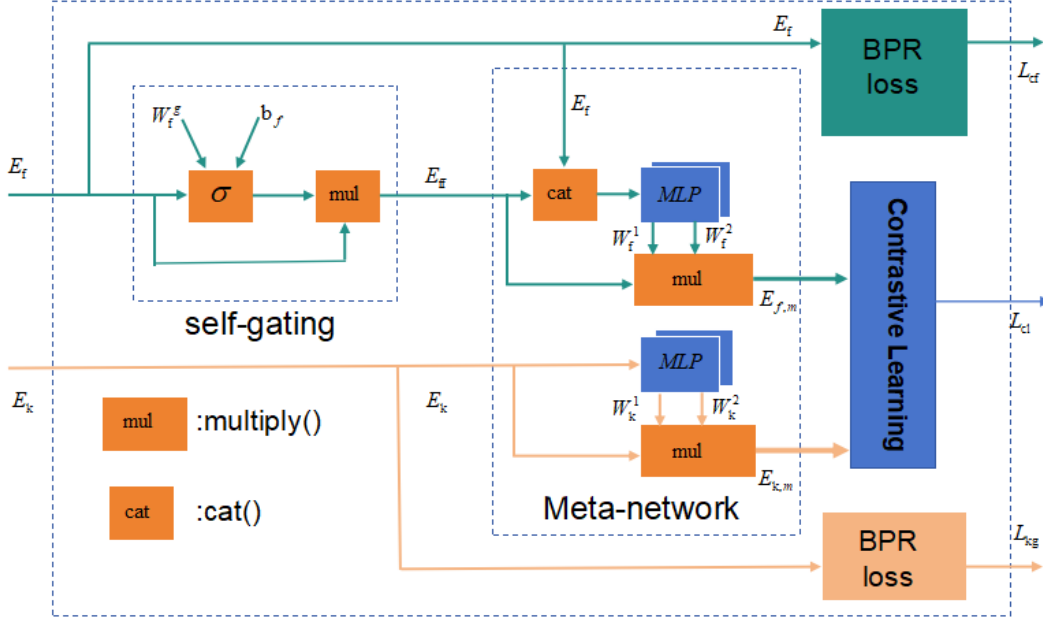 E_f
BPR
loss
L_cf
E_f
W_f^g
b_f
E_f
σ
mul
E_ff
cat
MLP
W_f^1
W_f^2
mul
E_f,m
self-gating
Contrastive Learning
L_cl
E_k
E_k
MLP
W_k^1
W_k^2
mul
E_k,m
mul
:multiply()
cat
:cat()
Meta-network
BPR
loss
L_kg